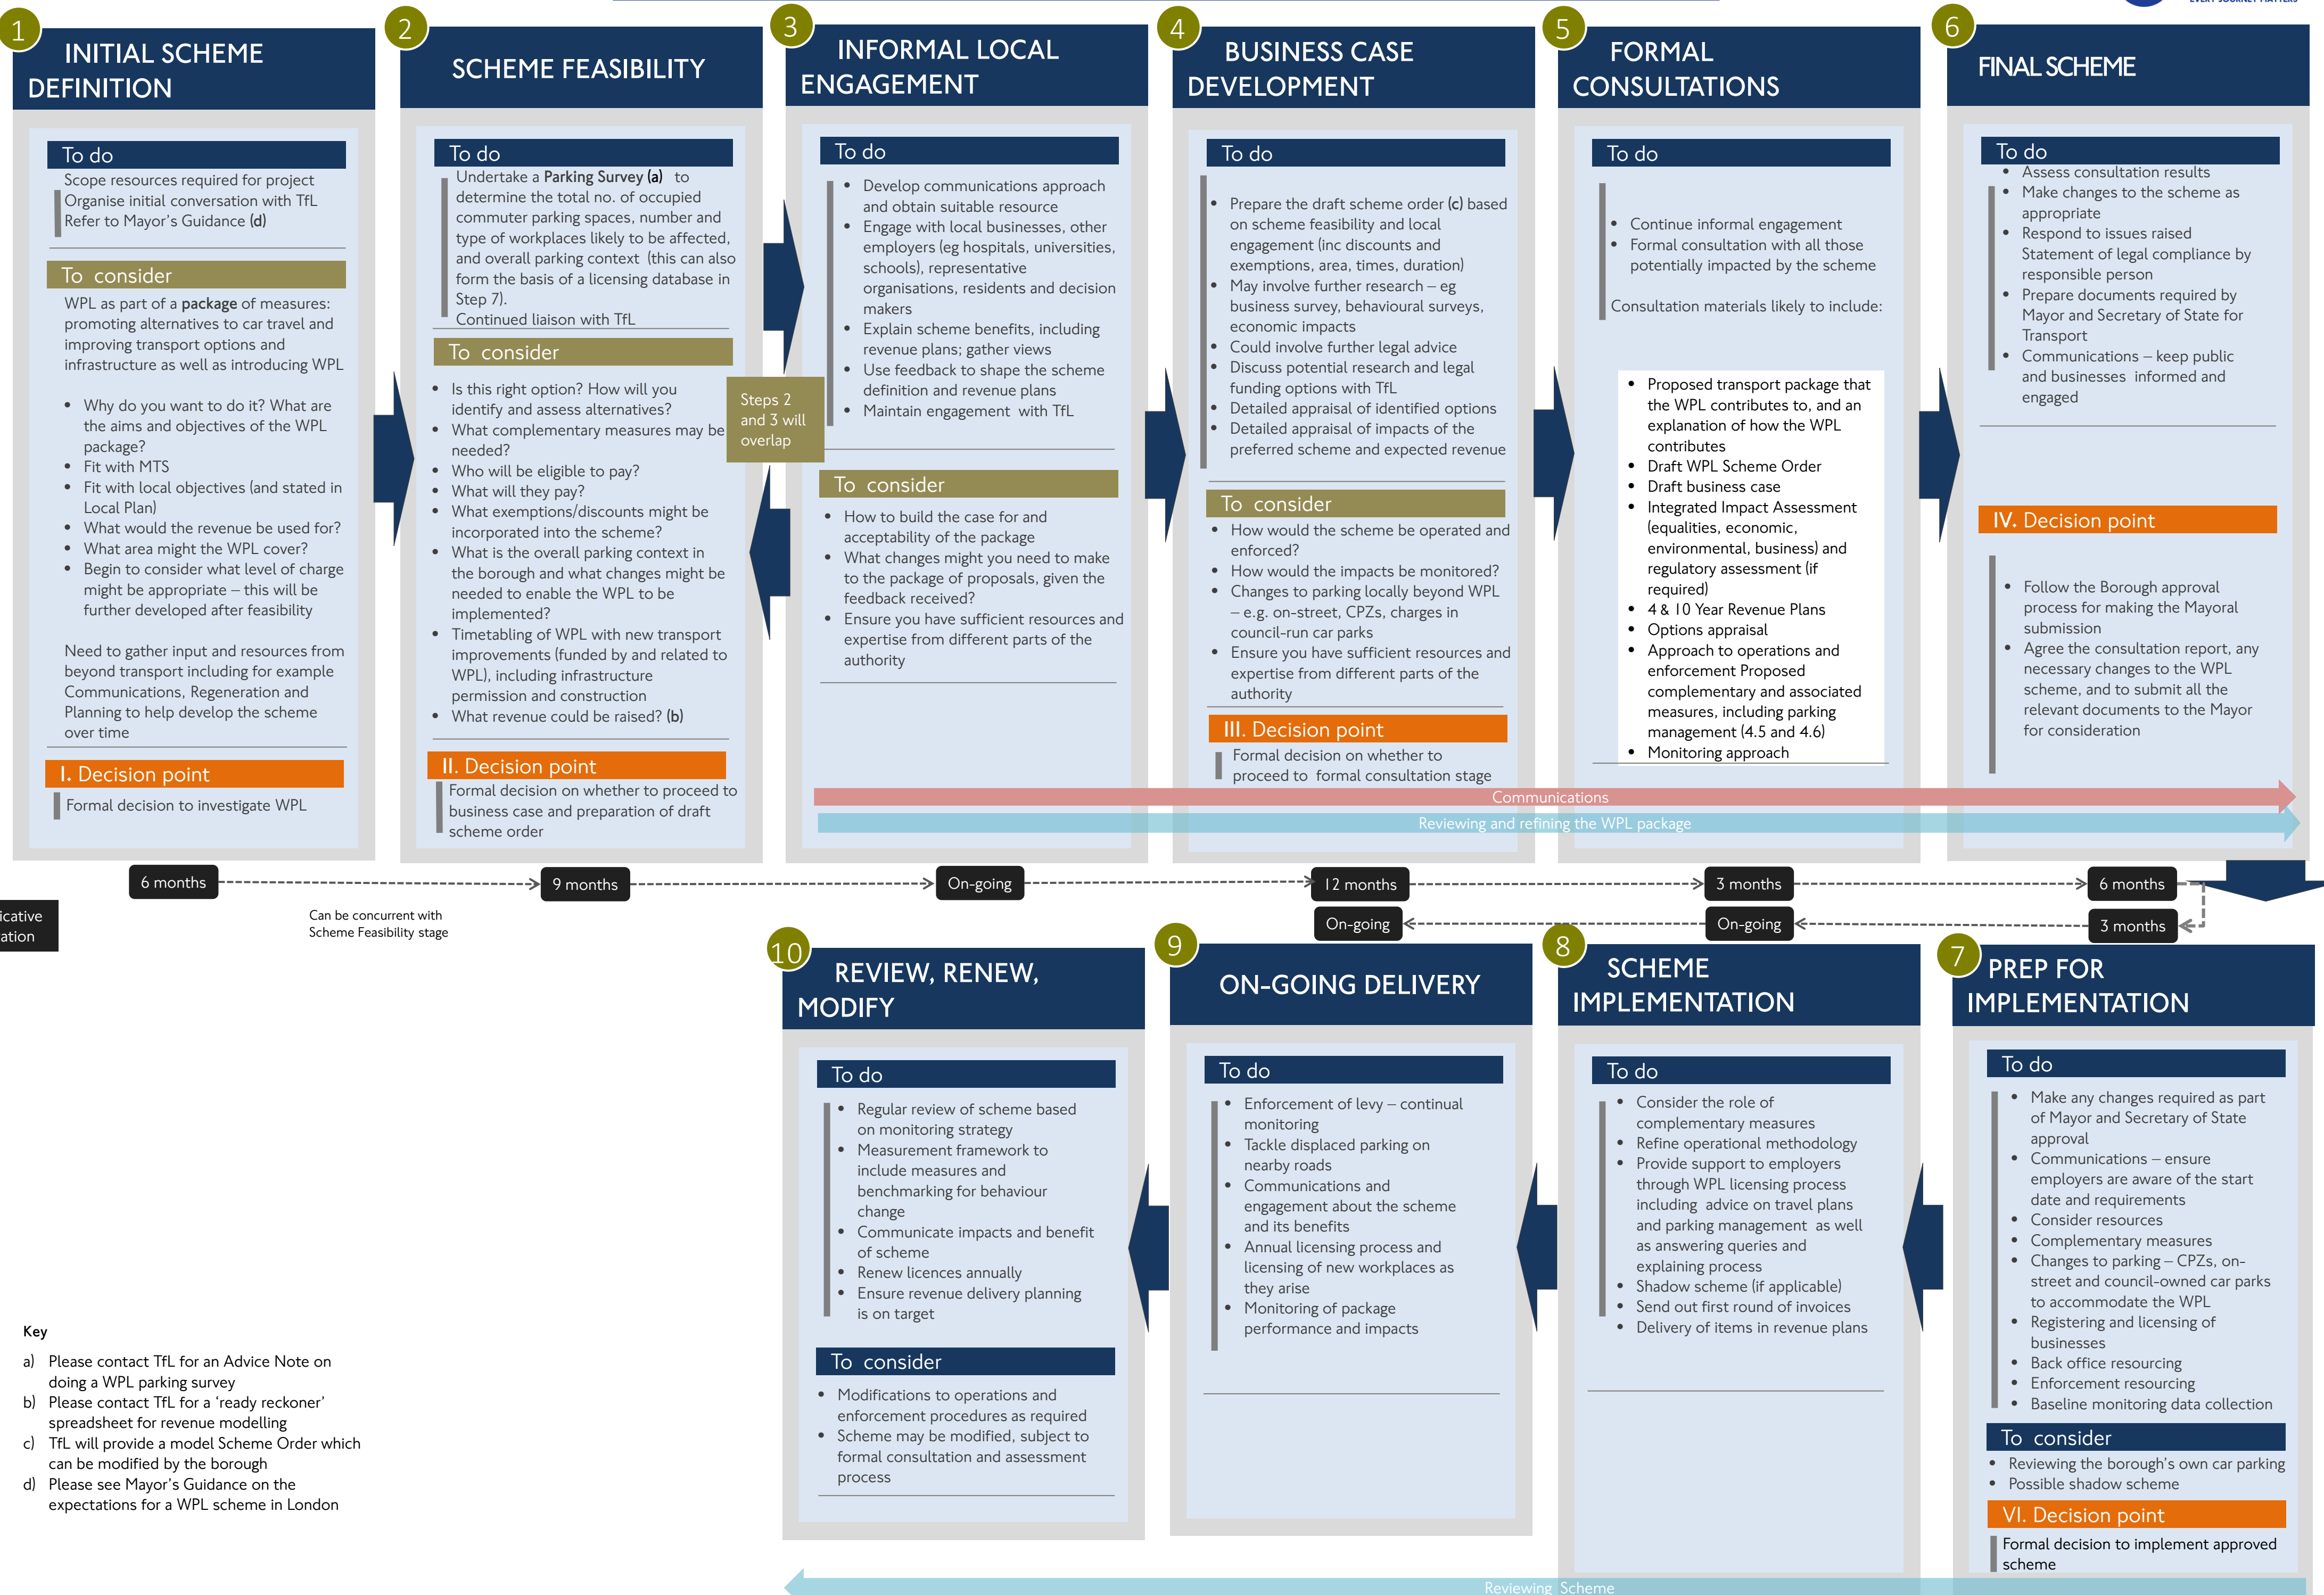 EVERY JOURNEY MATTERS
1
INITIAL SCHEME
DEFINITION
To do
Scope resources required for project
Organise initial conversation with TfL
Refer to Mayor's Guidance (d)
To consider
WPL as part of a package of measures:
promoting alternatives to car travel and
improving transport options and
infrastructure as well as introducing WPL
• Why do you want to do it? What are
the aims and objectives of the WPL
package?
• Fit with MTS
• Fit with local objectives (and stated in
Local Plan)
• What would the revenue be used for?
• What area might the WPL cover?
• Begin to consider what level of charge
might be appropriate – this will be
further developed after feasibility
Need to gather input and resources from
beyond transport including for example
Communications, Regeneration and
Planning to help develop the scheme
over time
I. Decision point
Formal decision to investigate WPL
2
SCHEME FEASIBILITY
To do
Undertake a Parking Survey (a) to
determine the total no. of occupied
commuter parking spaces, number and
type of workplaces likely to be affected,
and overall parking context (this can also
form the basis of a licensing database in
Step 7).
Continued liaison with TfL
To consider
• Is this right option? How will you
identify and assess alternatives?
• What complementary measures may be
needed?
• Who will be eligible to pay?
• What will they pay?
• What exemptions/discounts might be
incorporated into the scheme?
• What is the overall parking context in
the borough and what changes might be
needed to enable the WPL to be
implemented?
• Timetabling of WPL with new transport
improvements (funded by and related to
WPL), including infrastructure
permission and construction
• What revenue could be raised? (b)
II. Decision point
Formal decision on whether to proceed to
business case and preparation of draft
scheme order
Steps 2
and 3 will
overlap
3
INFORMAL LOCAL
ENGAGEMENT
To do
• Develop communications approach
and obtain suitable resource
• Engage with local businesses, other
employers (eg hospitals, universities,
schools), representative
organisations, residents and decision
makers
• Explain scheme benefits, including
revenue plans; gather views
• Use feedback to shape the scheme
definition and revenue plans
• Maintain engagement with TfL
To consider
• How to build the case for and
acceptability of the package
• What changes might you need to make
to the package of proposals, given the
feedback received?
• Ensure you have sufficient resources and
expertise from different parts of the
authority
4
BUSINESS CASE
DEVELOPMENT
To do
• Prepare the draft scheme order (c) based
on scheme feasibility and local
engagement (inc discounts and
exemptions, area, times, duration)
• May involve further research – eg
business survey, behavioural surveys,
economic impacts
• Could involve further legal advice
• Discuss potential research and legal
funding options with TfL
• Detailed appraisal of identified options
• Detailed appraisal of impacts of the
preferred scheme and expected revenue
To consider
• How would the scheme be operated and
enforced?
• How would the impacts be monitored?
• Changes to parking locally beyond WPL
– e.g. on-street, CPZs, charges in
council-run car parks
• Ensure you have sufficient resources and
expertise from different parts of the
authority
III. Decision point
Formal decision on whether to
proceed to formal consultation stage
5
FORMAL
CONSULTATIONS
To do
• Continue informal engagement
• Formal consultation with all those
potentially impacted by the scheme
Consultation materials likely to include:
• Proposed transport package that
the WPL contributes to, and an
explanation of how the WPL
contributes
• Draft WPL Scheme Order
• Draft business case
• Integrated Impact Assessment
(equalities, economic,
environmental, business) and
regulatory assessment (if
required)
• 4 & 10 Year Revenue Plans
• Options appraisal
• Approach to operations and
enforcement Proposed
complementary and associated
measures, including parking
management (4.5 and 4.6)
• Monitoring approach
6
FINAL SCHEME
To do
• Assess consultation results
• Make changes to the scheme as
appropriate
• Respond to issues raised
Statement of legal compliance by
responsible person
• Prepare documents required by
Mayor and Secretary of State for
Transport
• Communications – keep public
and businesses informed and
engaged
IV. Decision point
• Follow the Borough approval
process for making the Mayoral
submission
• Agree the consultation report, any
necessary changes to the WPL
scheme, and to submit all the
relevant documents to the Mayor
for consideration
Communications
Reviewing and refining the WPL package
6 months
9 months
On-going
12 months
3 months
6 months
icative
ation
Can be concurrent with
Scheme Feasibility stage
On-going
On-going
3 months
10
REVIEW, RENEW,
MODIFY
To do
• Regular review of scheme based
on monitoring strategy
• Measurement framework to
include measures and
benchmarking for behaviour
change
• Communicate impacts and benefit
of scheme
• Renew licences annually
• Ensure revenue delivery planning
is on target
To consider
• Modifications to operations and
enforcement procedures as required
• Scheme may be modified, subject to
formal consultation and assessment
process
9
ON-GOING DELIVERY
To do
• Enforcement of levy – continual
monitoring
• Tackle displaced parking on
nearby roads
• Communications and
engagement about the scheme
and its benefits
• Annual licensing process and
licensing of new workplaces as
they arise
• Monitoring of package
performance and impacts
8
SCHEME
IMPLEMENTATION
To do
• Consider the role of
complementary measures
• Refine operational methodology
• Provide support to employers
through WPL licensing process
including advice on travel plans
and parking management as well
as answering queries and
explaining process
• Shadow scheme (if applicable)
• Send out first round of invoices
• Delivery of items in revenue plans
7
PREP FOR
IMPLEMENTATION
To do
• Make any changes required as part
of Mayor and Secretary of State
approval
• Communications – ensure
employers are aware of the start
date and requirements
• Consider resources
• Complementary measures
• Changes to parking – CPZs, on-
street and council-owned car parks
to accommodate the WPL
• Registering and licensing of
businesses
• Back office resourcing
• Enforcement resourcing
• Baseline monitoring data collection
To consider
• Reviewing the borough's own car parking
• Possible shadow scheme
VI. Decision point
Formal decision to implement approved
scheme
Reviewing Scheme
Key
a) Please contact TfL for an Advice Note on
doing a WPL parking survey
b) Please contact TfL for a 'ready reckoner'
spreadsheet for revenue modelling
c) TfL will provide a model Scheme Order which
can be modified by the borough
d) Please see Mayor's Guidance on the
expectations for a WPL scheme in London